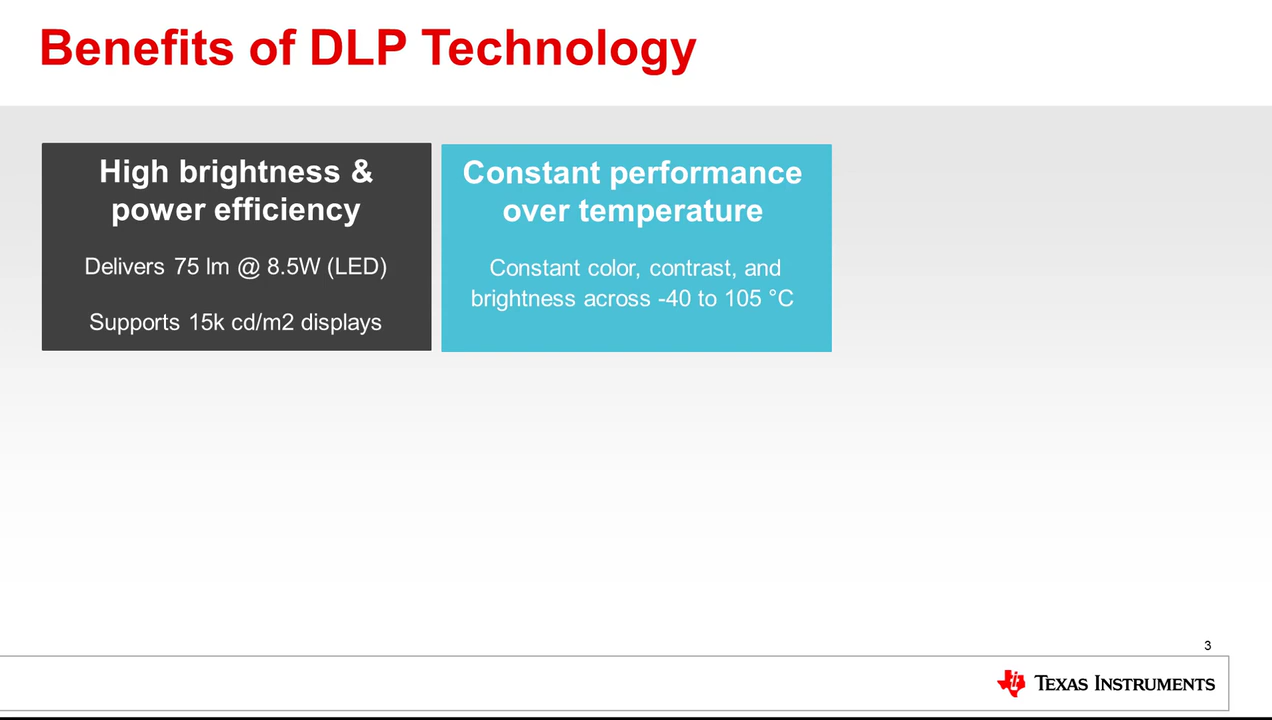 Benefits of DLP Technology
High brightness &
power efficiency
Delivers 75 lm @ 8.5W (LED)
Supports 15k cd/m2 displays
Constant performance
over temperature
Constant color, contrast, and
brightness across -40 to 105 °C
3
TEXAS INSTRUMENTS